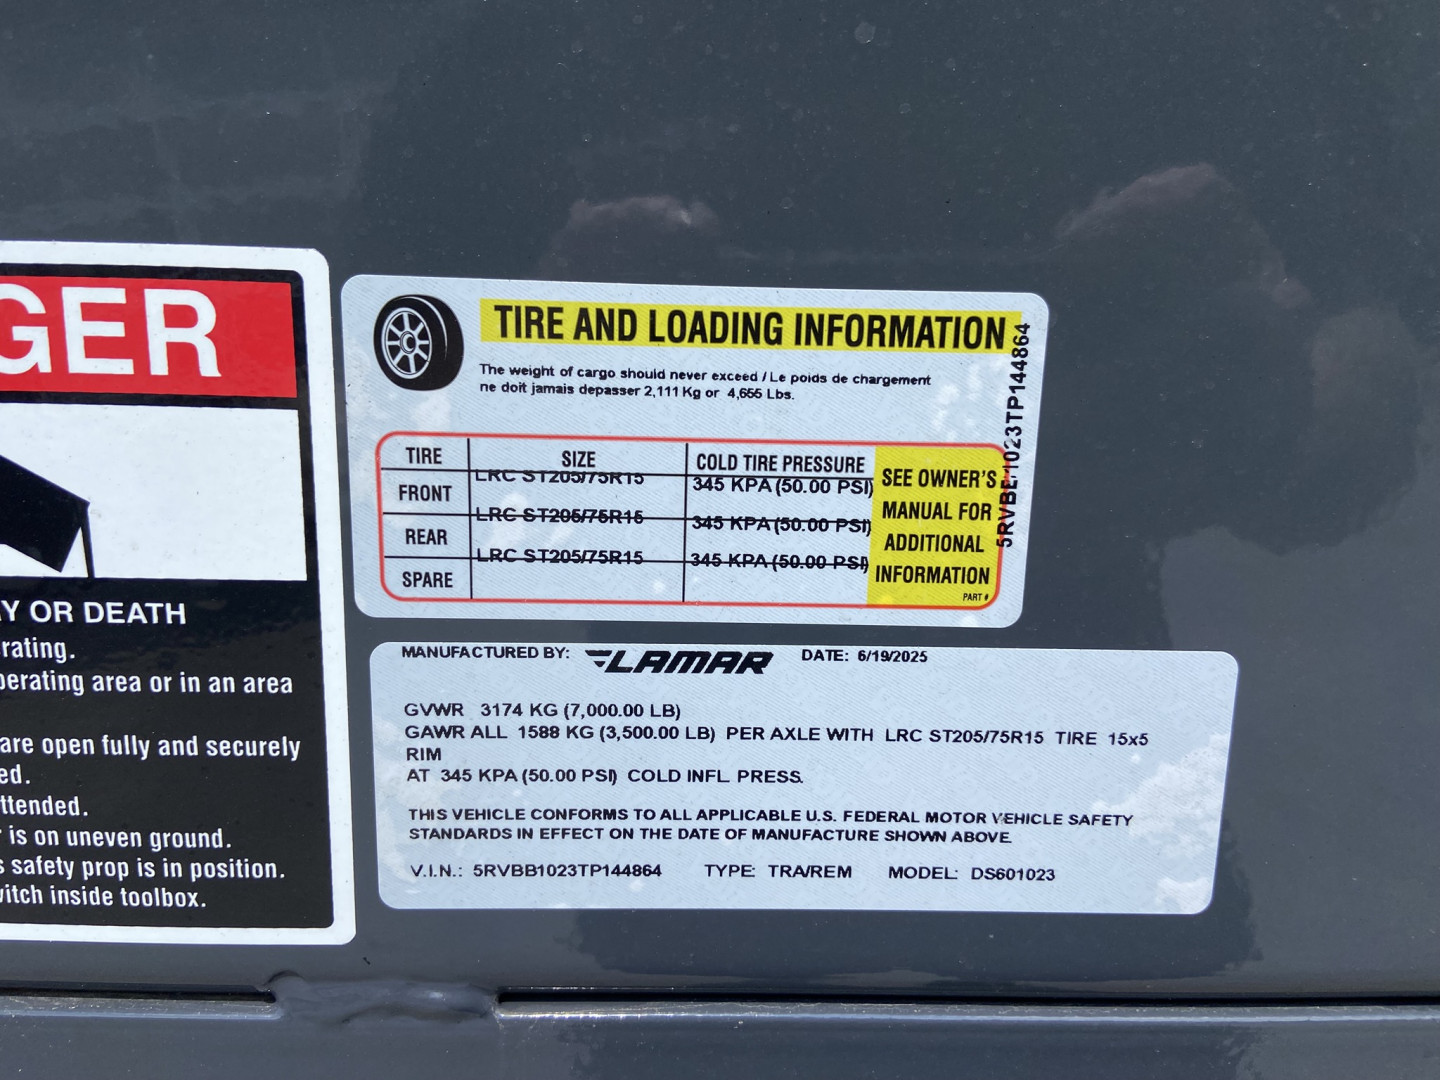 GER
Y OR DEATH
rating.
perating area or in an area
are open fully and securely
ed.
ttended.
r is on uneven ground.
s safety prop is in position.
witch inside toolbox.
TIRE AND LOADING INFORMATION
The weight of cargo should never exceed / Le poids de chargement
ne doit jamais depasser 2,111 Kg or 4,655 Lbs.
TIRE SIZE COLD TIRE PRESSURE
FRONT LRC ST205/75R15 345 KPA (50.00 PSI)
REAR LRC ST205/75R15 345 KPA (50.00 PSI)
SPARE LRC ST205/75R15 345 KPA (50.00 PSI)
SEE OWNER'S
MANUAL FOR
ADDITIONAL
INFORMATION
PART #
5RVBB1023TP144864
MANUFACTURED BY: LAMAR DATE: 6/19/2025
GVWR 3174 KG (7,000.00 LB)
GAWR ALL 1588 KG (3,500.00 LB) PER AXLE WITH LRC ST205/75R15 TIRE 15x5
RIM
AT 345 KPA (50.00 PSI) COLD INFL. PRESS.
THIS VEHICLE CONFORMS TO ALL APPLICABLE U.S. FEDERAL MOTOR VEHICLE SAFETY
STANDARDS IN EFFECT ON THE DATE OF MANUFACTURE SHOWN ABOVE.
V.I.N.: 5RVBB1023TP144864 TYPE: TRA/REM MODEL: DS601023